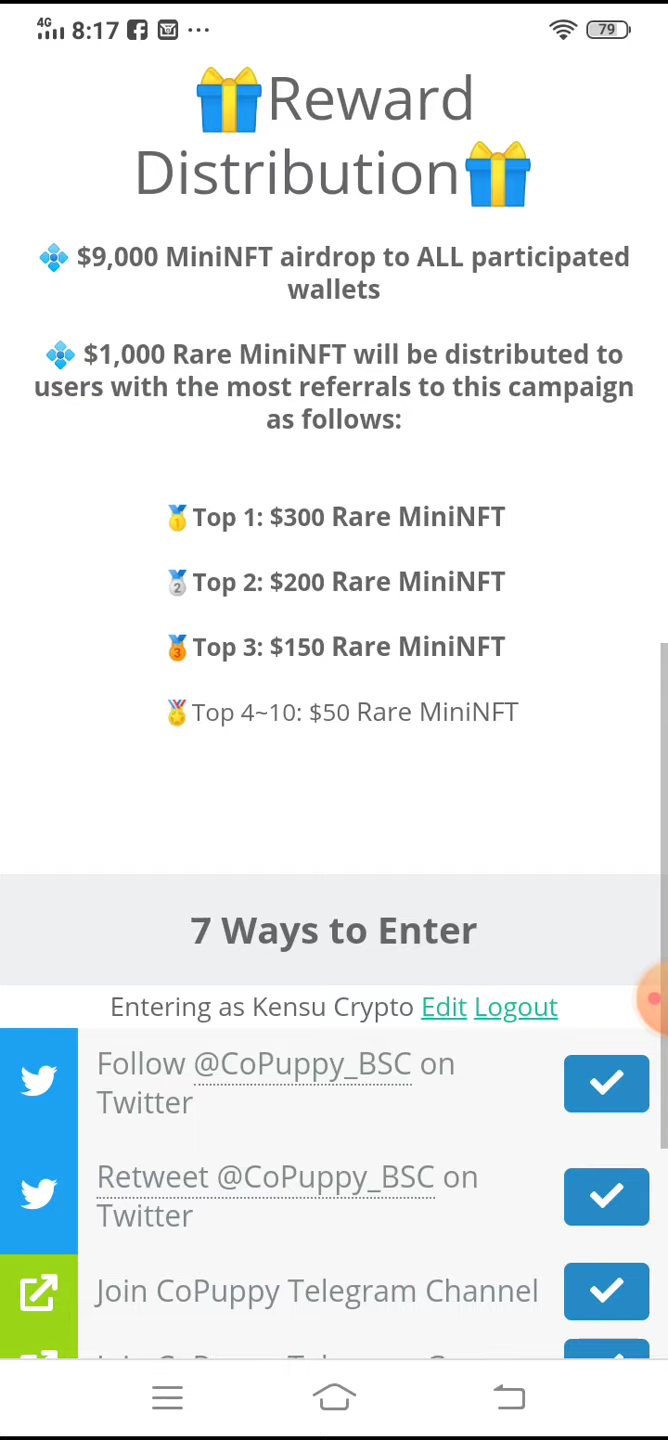 4G 8:17 79
Reward
Distribution
$9,000 MiniNFT airdrop to ALL participated
wallets
$1,000 Rare MiniNFT will be distributed to
users with the most referrals to this campaign
as follows:
Top 1: $300 Rare MiniNFT
Top 2: $200 Rare MiniNFT
Top 3: $150 Rare MiniNFT
Top 4~10: $50 Rare MiniNFT
7 Ways to Enter
Entering as Kensu Crypto Edit Logout
Follow @CoPuppy_BSC on
Twitter
Retweet @CoPuppy_BSC on
Twitter
Join CoPuppy Telegram Channel